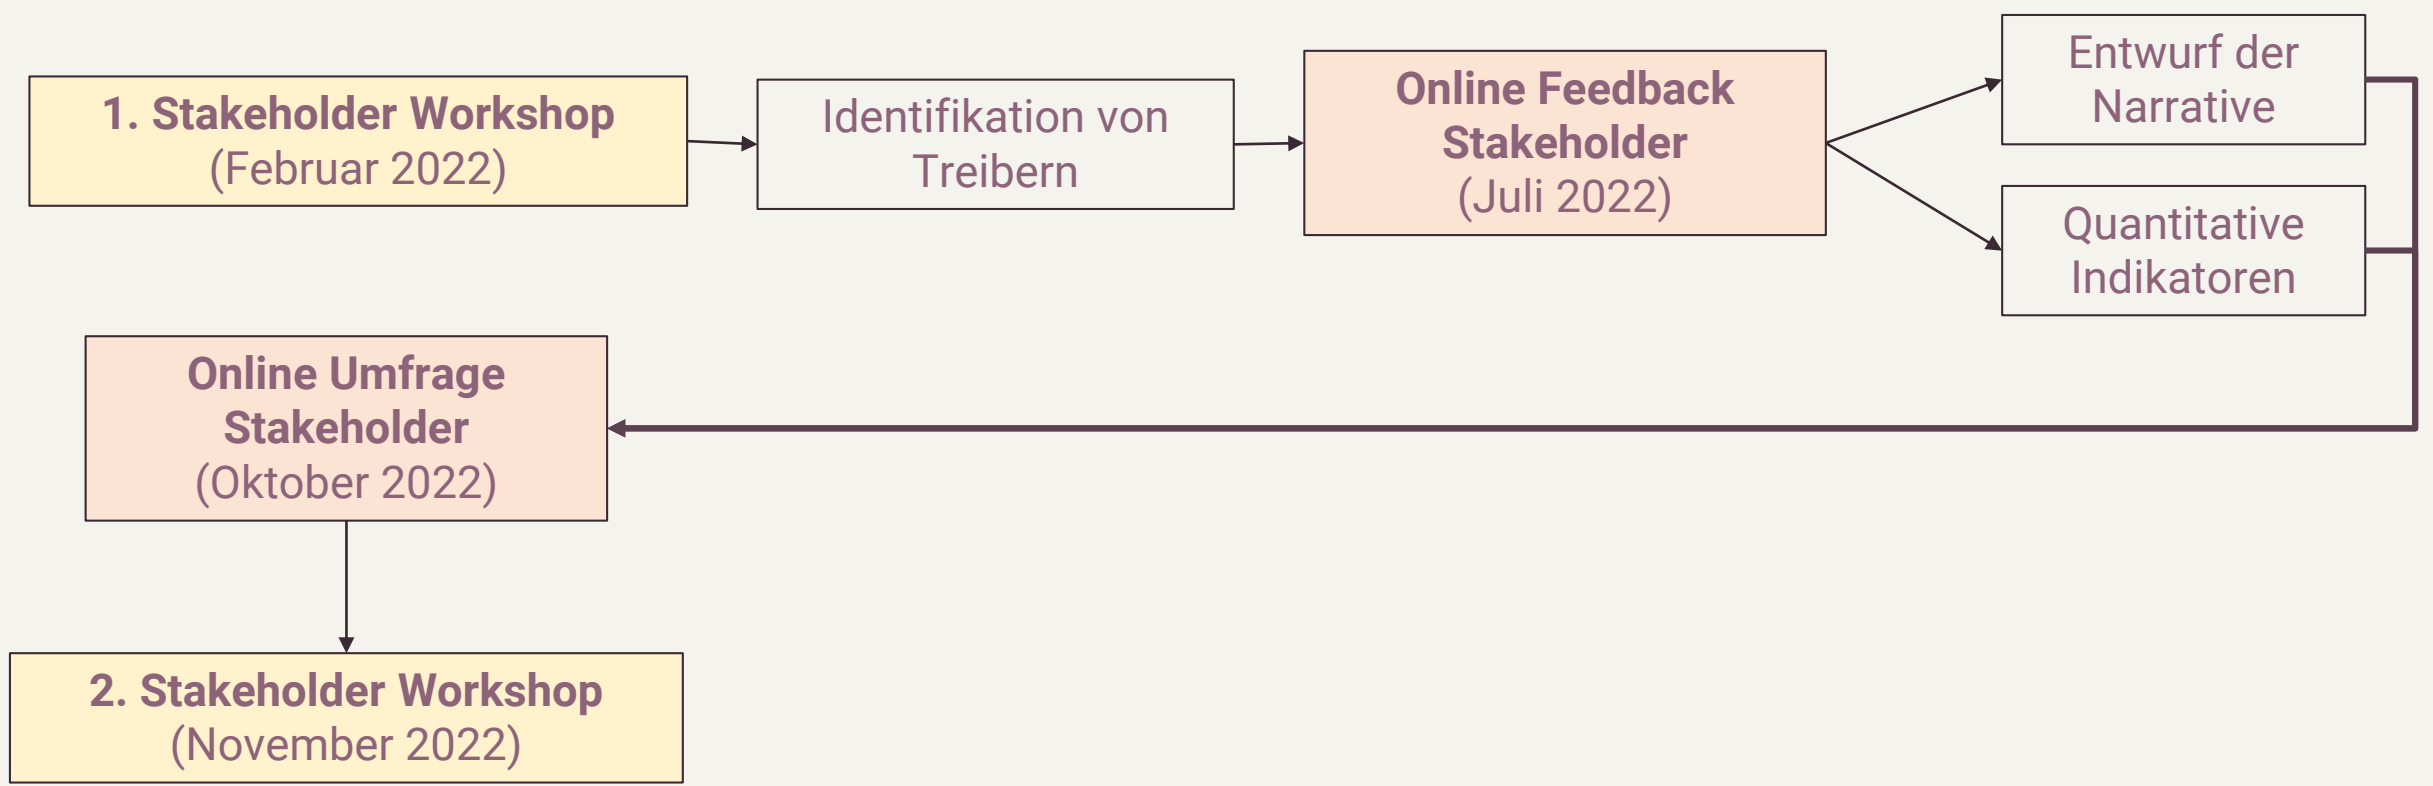 1. Stakeholder Workshop
(Februar 2022)
Identifikation von
Treibern
Online Feedback
Stakeholder
(Juli 2022)
Entwurf der
Narrative
Quantitative
Indikatoren
Online Umfrage
Stakeholder
(Oktober 2022)
2. Stakeholder Workshop
(November 2022)